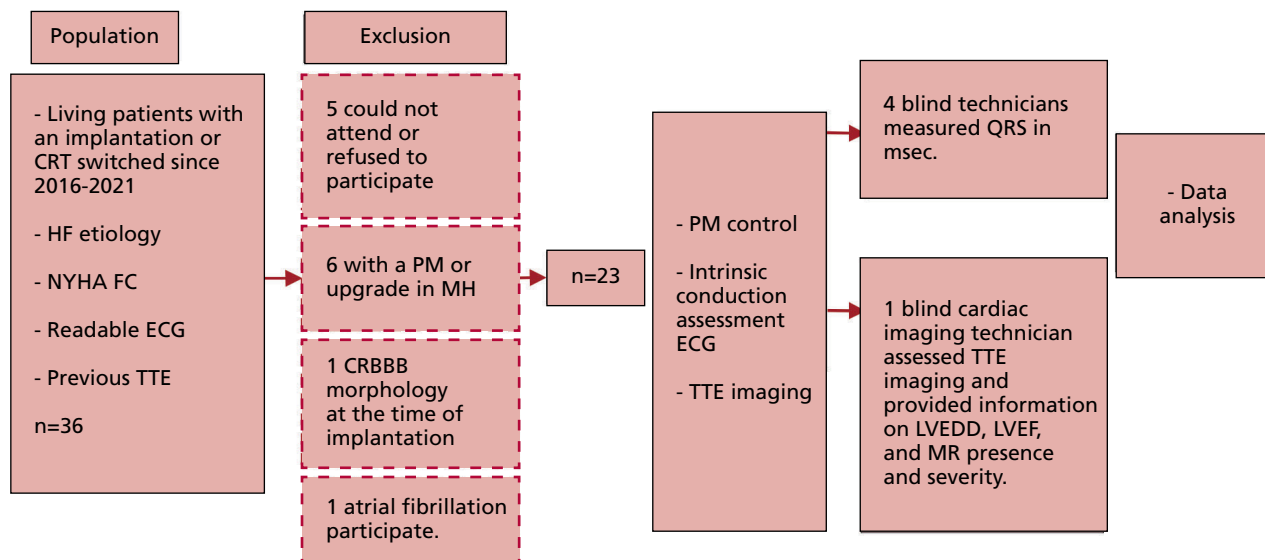 Population
- Living patients with
an implantation or
CRT switched since
2016-2021
- HF etiology
- NYHA FC
- Readable ECG
- Previous TTE
n=36
Exclusion
5 could not
attend or
refused to
participate
6 with a PM or
upgrade in MH
1 CRBBB
morphology
at the time of
implantation
1 atrial fibrillation
participate.
n=23
- PM control
- Intrinsic
conduction
assessment
ECG
- TTE imaging
4 blind technicians
measured QRS in
msec.
1 blind cardiac
imaging technician
assessed TTE
imaging and
provided information
on LVEDD, LVEF,
and MR presence
and severity.
- Data
analysis